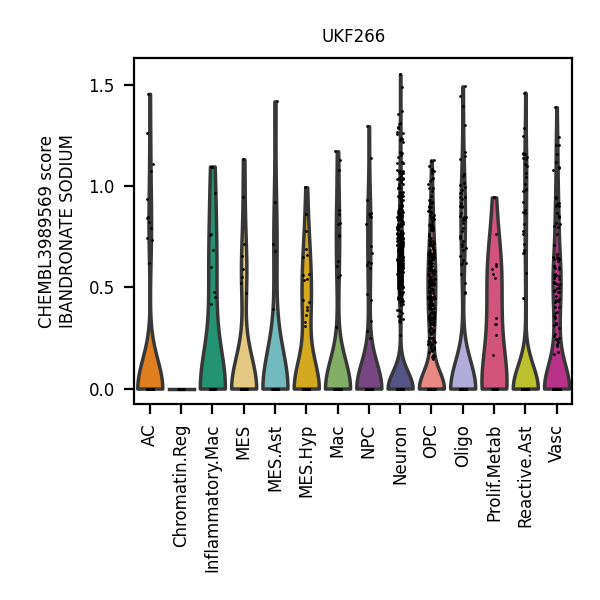 UKF266
CHEMBL3989569 score
IBANDRONATE SODIUM
1.5
1.0
0.5
0.0
AC
Chromatin.Reg
Inflammatory.Mac
MES
MES.Ast
MES.Hyp
Mac
NPC
Neuron
OPC
Oligo
Prolif.Metab
Reactive.Ast
Vasc